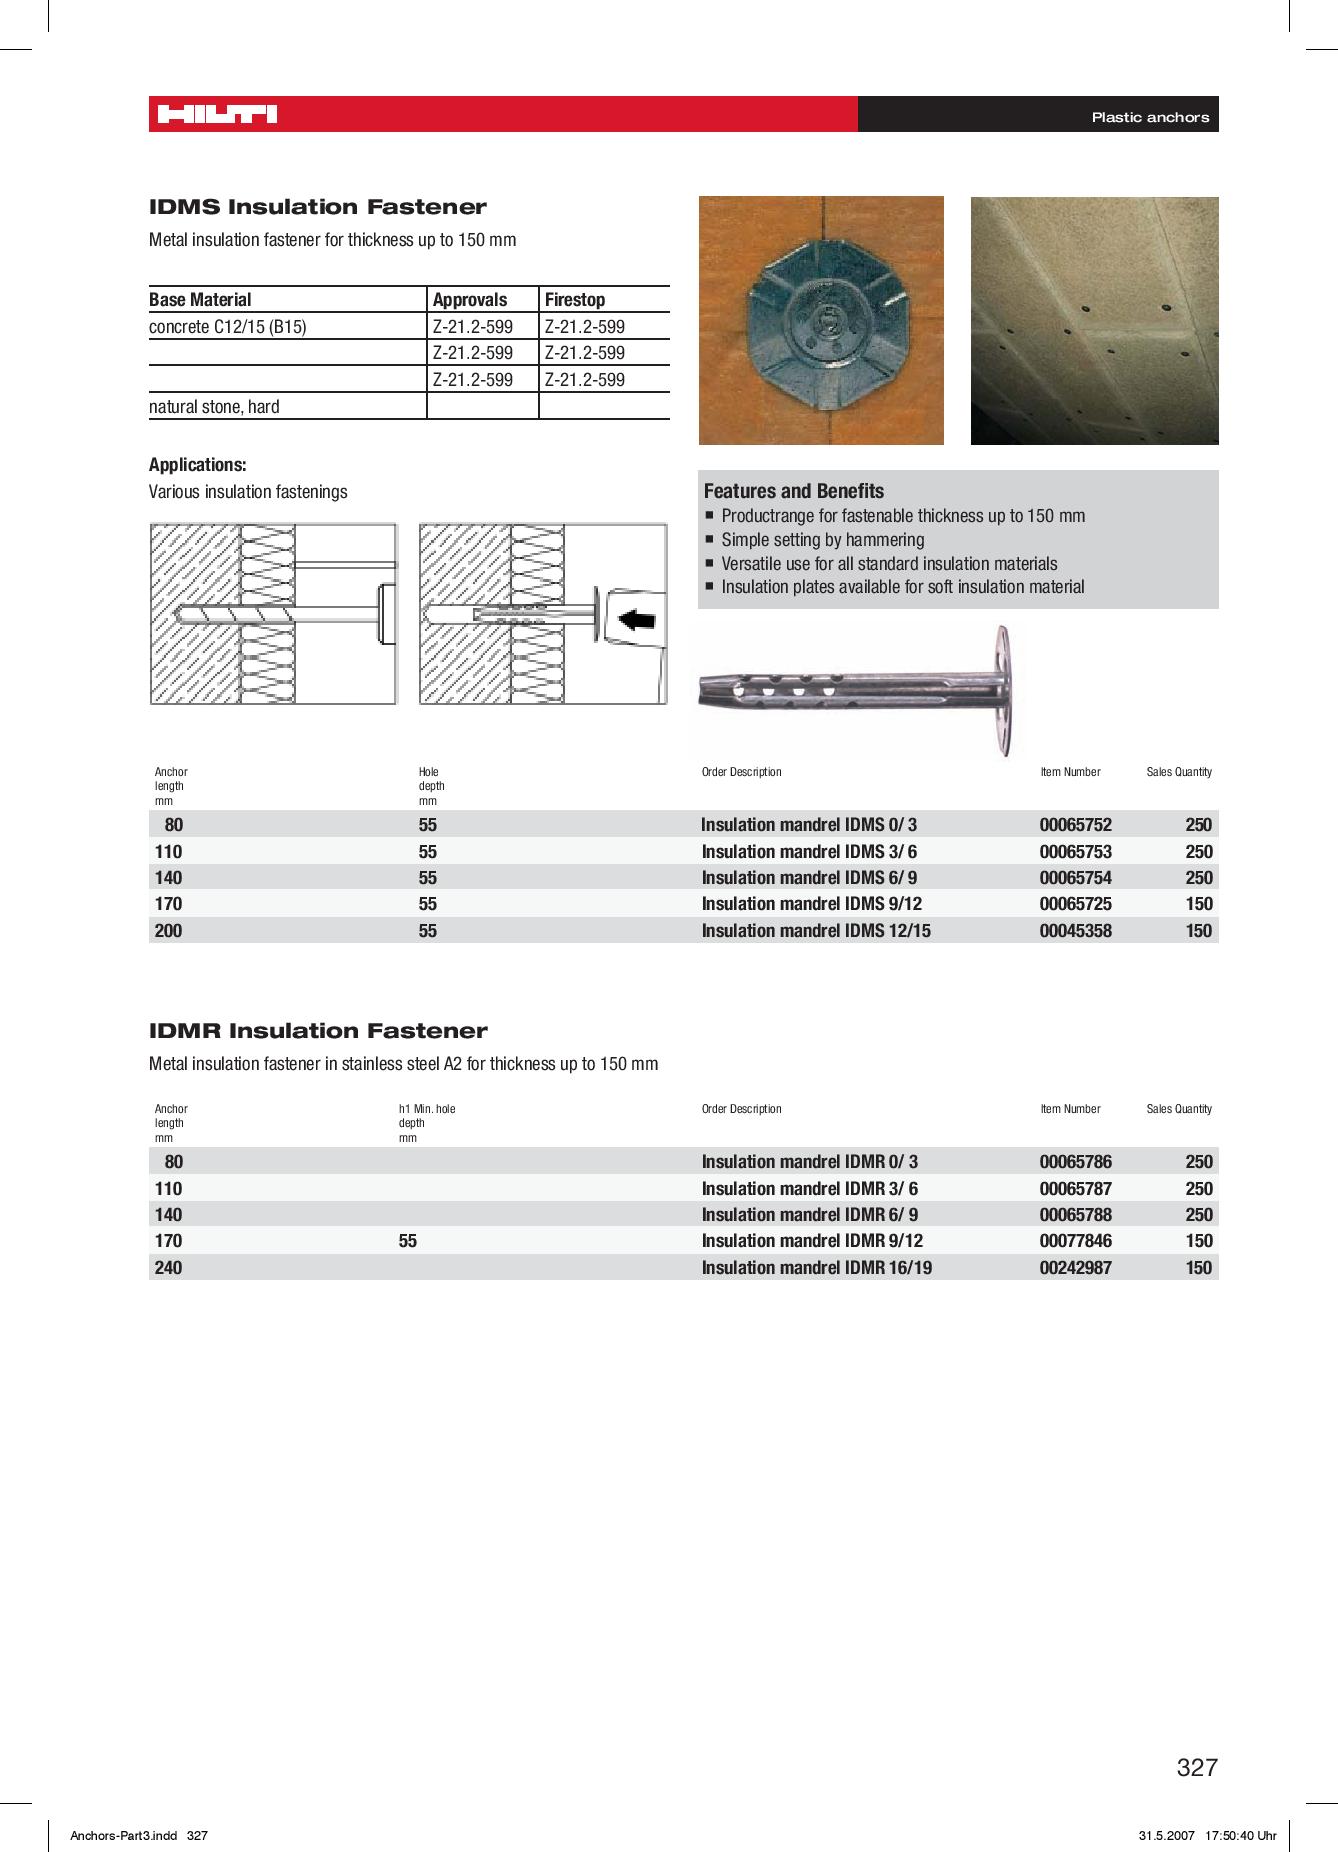 HILTI
Plastic anchors
IDMS Insulation Fastener
Metal insulation fastener for thickness up to 150 mm
Base Material Approvals Firestop
concrete C12/15 (B15) Z-21.2-599 Z-21.2-599
Z-21.2-599 Z-21.2-599
Z-21.2-599 Z-21.2-599
natural stone, hard
Applications:
Various insulation fastenings
Features and Benefits
■ Productrange for fastenable thickness up to 150 mm
■ Simple setting by hammering
■ Versatile use for all standard insulation materials
■ Insulation plates available for soft insulation material
Anchor Hole Order Description Item Number Sales Quantity
length depth
mm mm
80 55 Insulation mandrel IDMS 0/ 3 00065752 250
110 55 Insulation mandrel IDMS 3/ 6 00065753 250
140 55 Insulation mandrel IDMS 6/ 9 00065754 250
170 55 Insulation mandrel IDMS 9/12 00065725 150
200 55 Insulation mandrel IDMS 12/15 00045358 150
IDMR Insulation Fastener
Metal insulation fastener in stainless steel A2 for thickness up to 150 mm
Anchor h1 Min. hole Order Description Item Number Sales Quantity
length depth
mm mm
80 Insulation mandrel IDMR 0/ 3 00065786 250
110 Insulation mandrel IDMR 3/ 6 00065787 250
140 Insulation mandrel IDMR 6/ 9 00065788 250
170 55 Insulation mandrel IDMR 9/12 00077846 150
240 Insulation mandrel IDMR 16/19 00242987 150
327
Anchors-Part3.indd 327 31.5.2007 17:50:40 Uhr